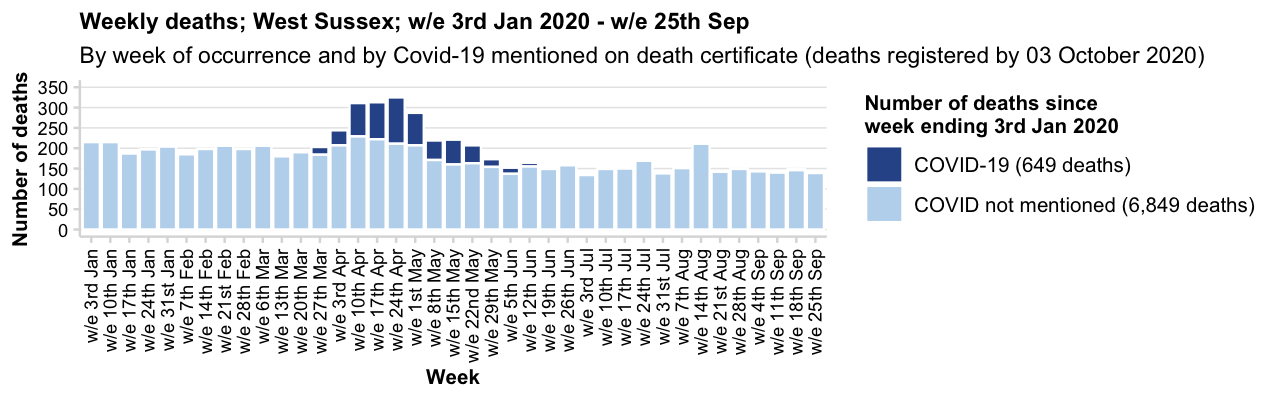 Weekly deaths; West Sussex; w/e 3rd Jan 2020 - w/e 25th Sep
By week of occurrence and by Covid-19 mentioned on death certificate (deaths registered by 03 October 2020)
Number of deaths
350
300
250
200
150
100
50
0
w/e 3rd Jan
w/e 10th Jan
w/e 17th Jan
w/e 24th Jan
w/e 31st Jan
w/e 7th Feb
w/e 14th Feb
w/e 21st Feb
w/e 28th Feb
w/e 6th Mar
w/e 13th Mar
w/e 20th Mar
w/e 27th Mar
w/e 3rd Apr
w/e 10th Apr
w/e 17th Apr
w/e 24th Apr
w/e 1st May
w/e 8th May
w/e 15th May
w/e 22nd May
w/e 29th May
w/e 5th Jun
w/e 12th Jun
w/e 19th Jun
w/e 26th Jun
w/e 3rd Jul
w/e 10th Jul
w/e 17th Jul
w/e 24th Jul
w/e 31st Jul
w/e 7th Aug
w/e 14th Aug
w/e 21st Aug
w/e 28th Aug
w/e 4th Sep
w/e 11th Sep
w/e 18th Sep
w/e 25th Sep
Week
Number of deaths since
week ending 3rd Jan 2020
COVID-19 (649 deaths)
COVID not mentioned (6,849 deaths)